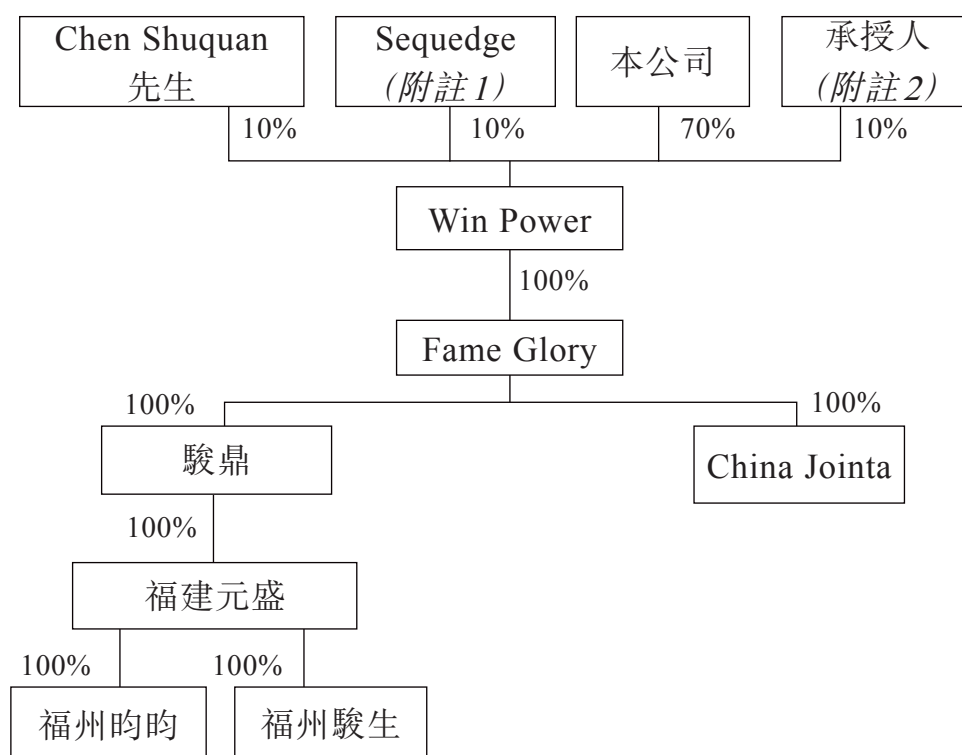 Chen Shuquan
先生
Sequedge
(附註1)
本公司
承授人
(附註2)
10%
10%
70%
10%
Win Power
100%
Fame Glory
100%
100%
駿鼎
China Jointa
100%
福建元盛
100%
100%
福州昀昀
福州駿生